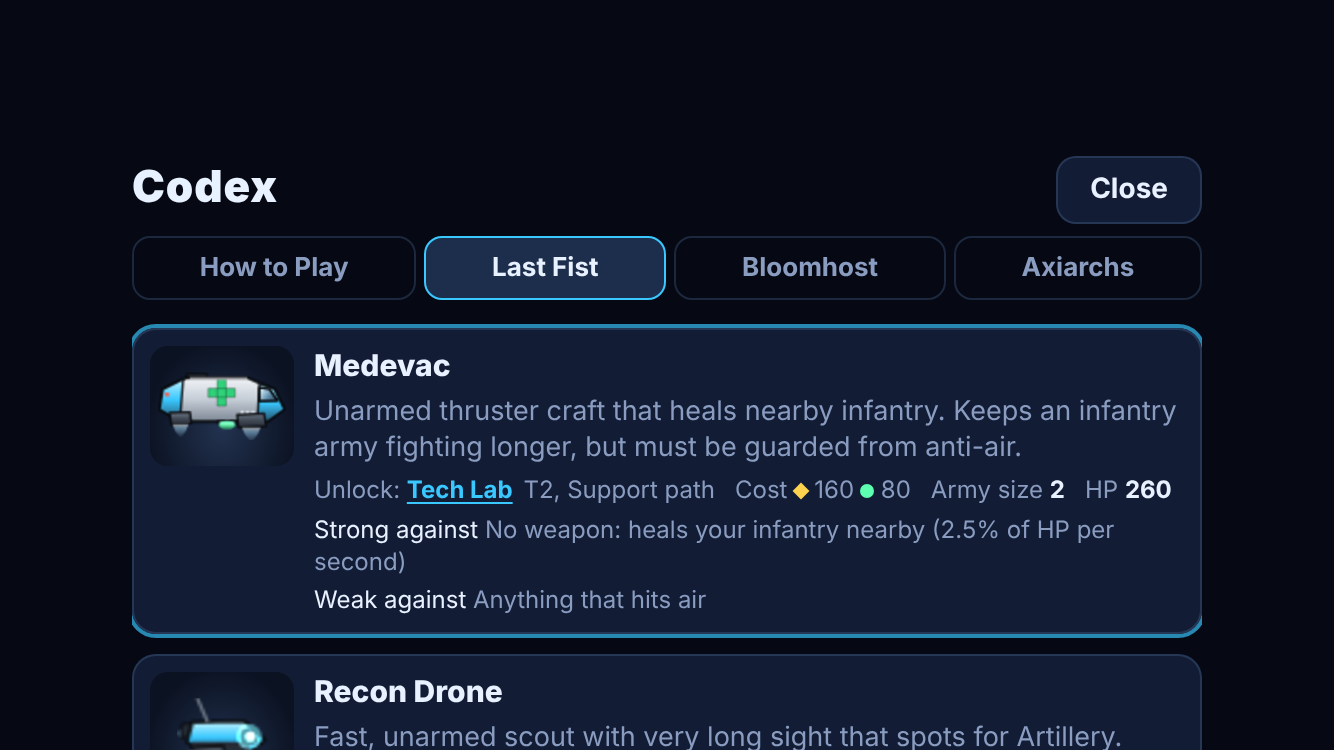 Codex
Close
How to Play
Last Fist
Bloomhost
Axiarchs
Medevac
Unarmed thruster craft that heals nearby infantry. Keeps an infantry
army fighting longer, but must be guarded from anti-air.
Unlock: Tech Lab T2, Support path Cost 160 80 Army size 2 HP 260
Strong against No weapon: heals your infantry nearby (2.5% of HP per
second)
Weak against Anything that hits air
Recon Drone
Fast, unarmed scout with very long sight that spots for Artillery.